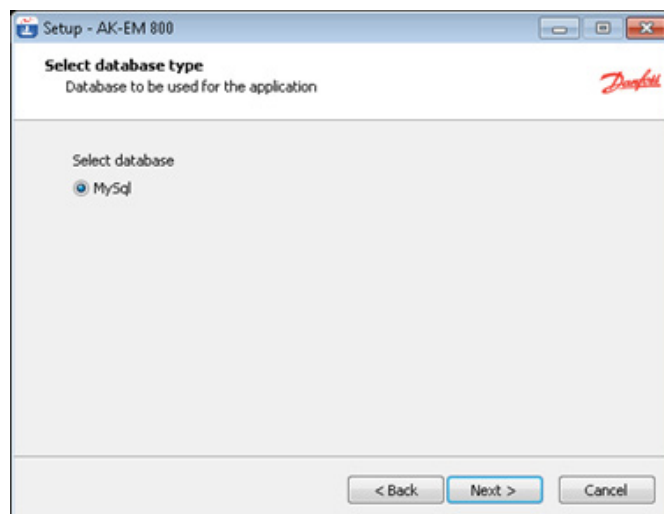 Setup - AK-EM 800
Select database type
Database to be used for the application
Danfoss
Select database
MySql
< Back
Next >
Cancel